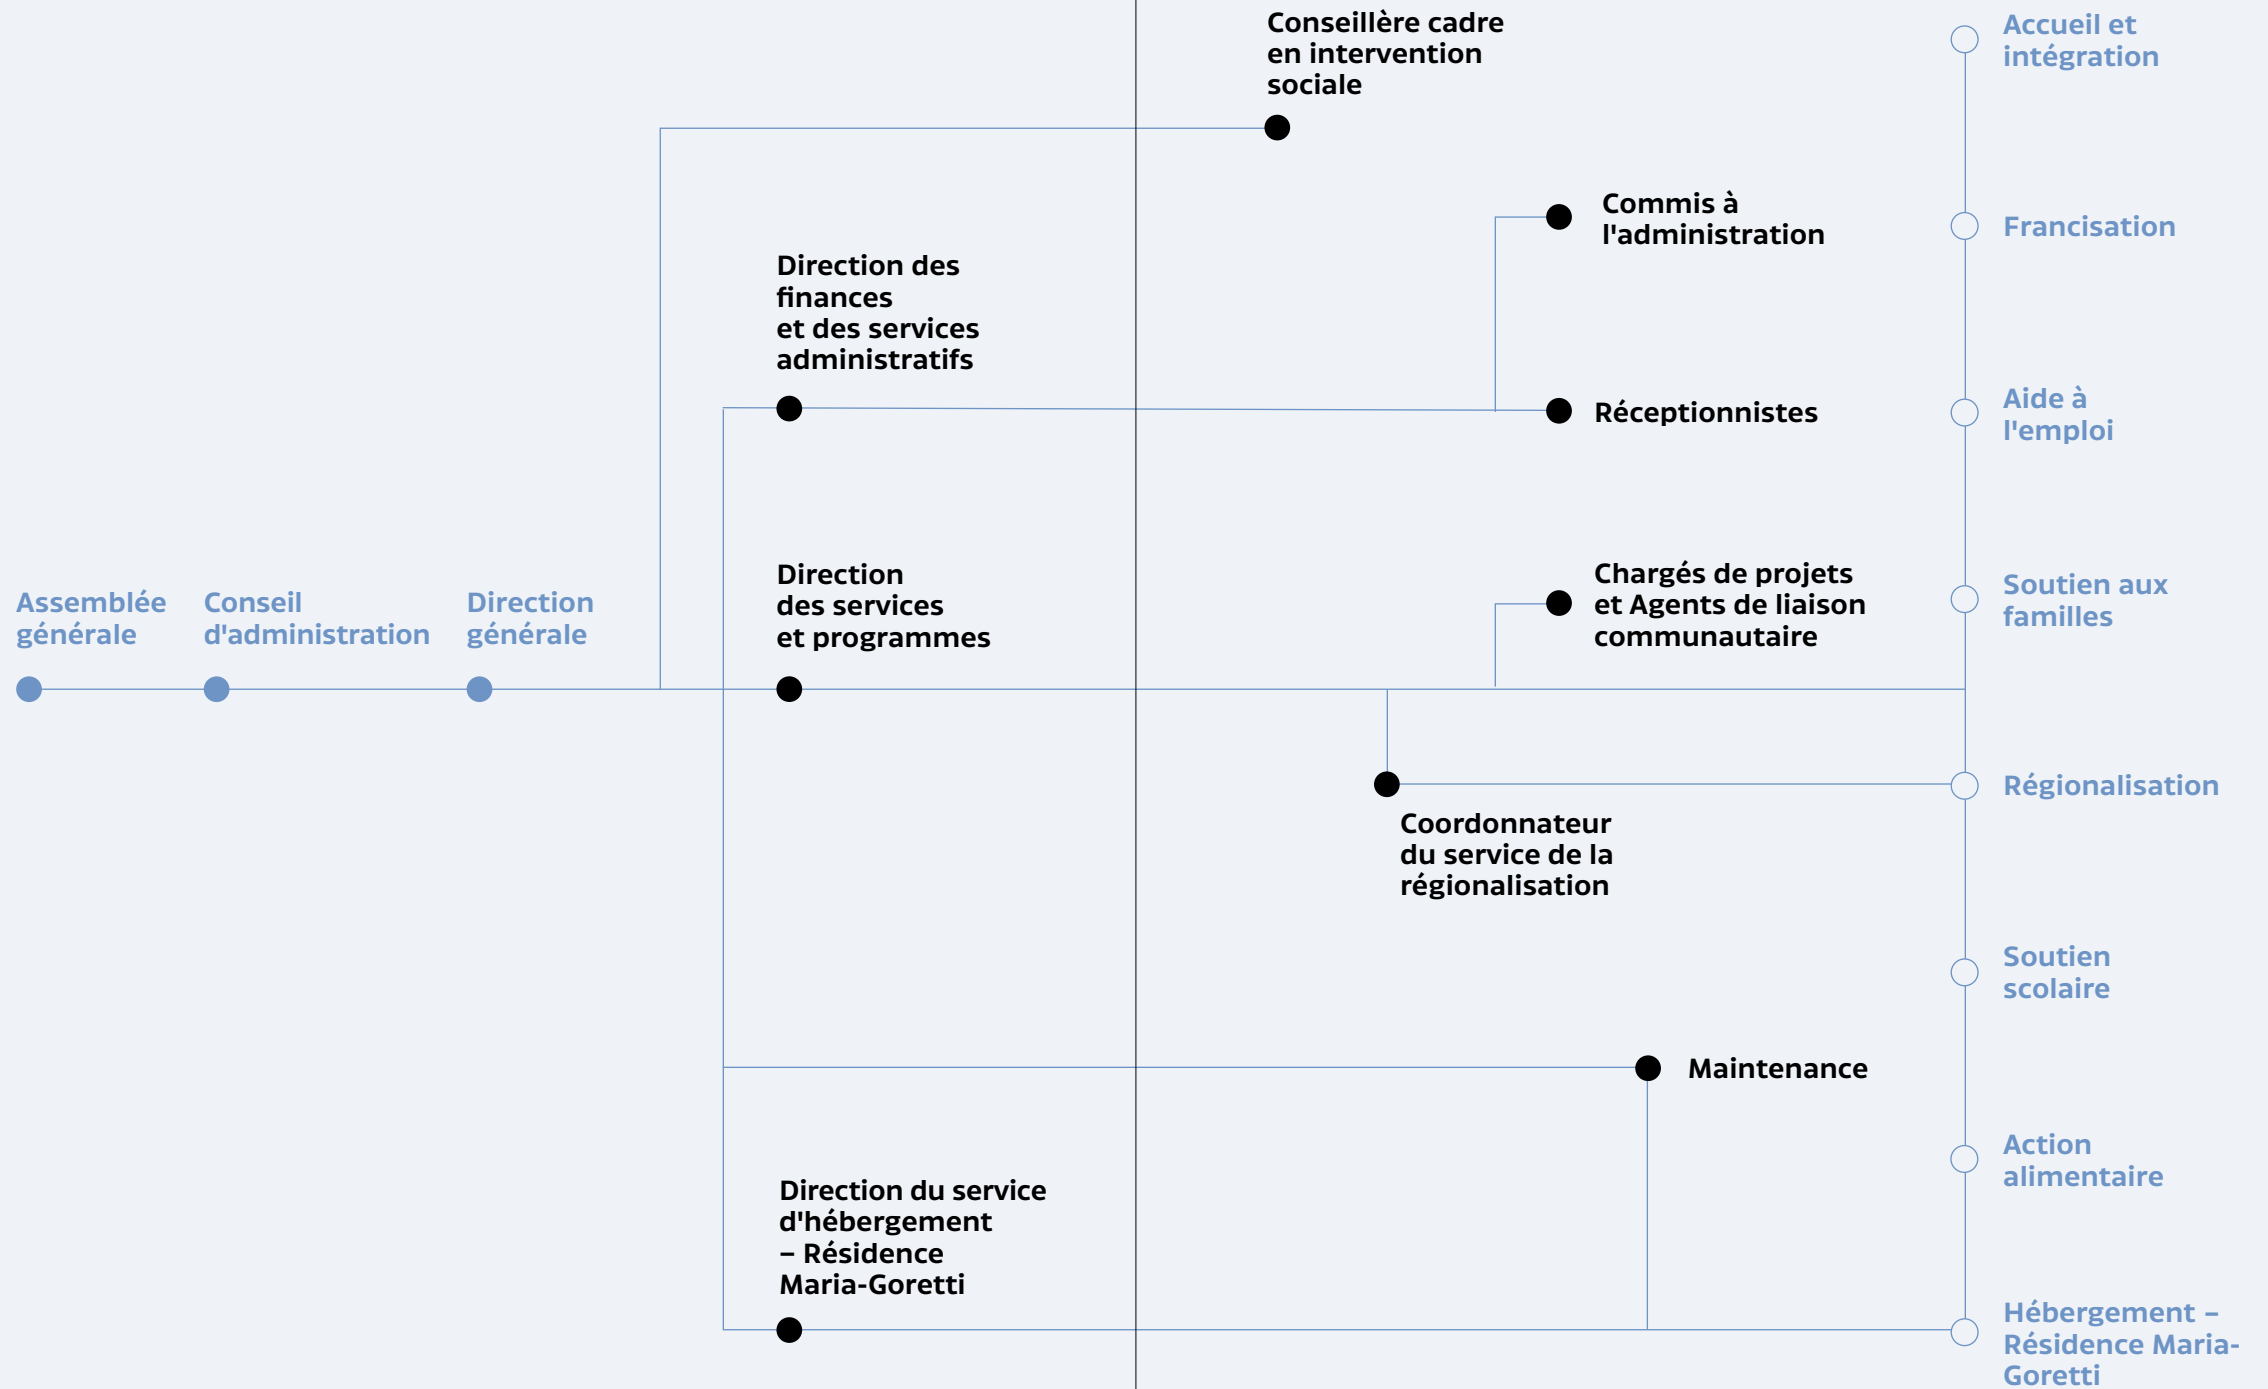 Assemblée
générale
Conseil
d'administration
Direction
générale
Direction des
finances
et des services
administratifs
Direction
des services
et programmes
Direction du service
d'hébergement
– Résidence
Maria-Goretti
Conseillère cadre
en intervention
sociale
Commis à
l'administration
Réceptionnistes
Chargés de projets
et Agents de liaison
communautaire
Coordonnateur
du service de la
régionalisation
Maintenance
Accueil et
intégration
Francisation
Aide à
l'emploi
Soutien aux
familles
Régionalisation
Soutien
scolaire
Action
alimentaire
Hébergement –
Résidence Maria-
Goretti